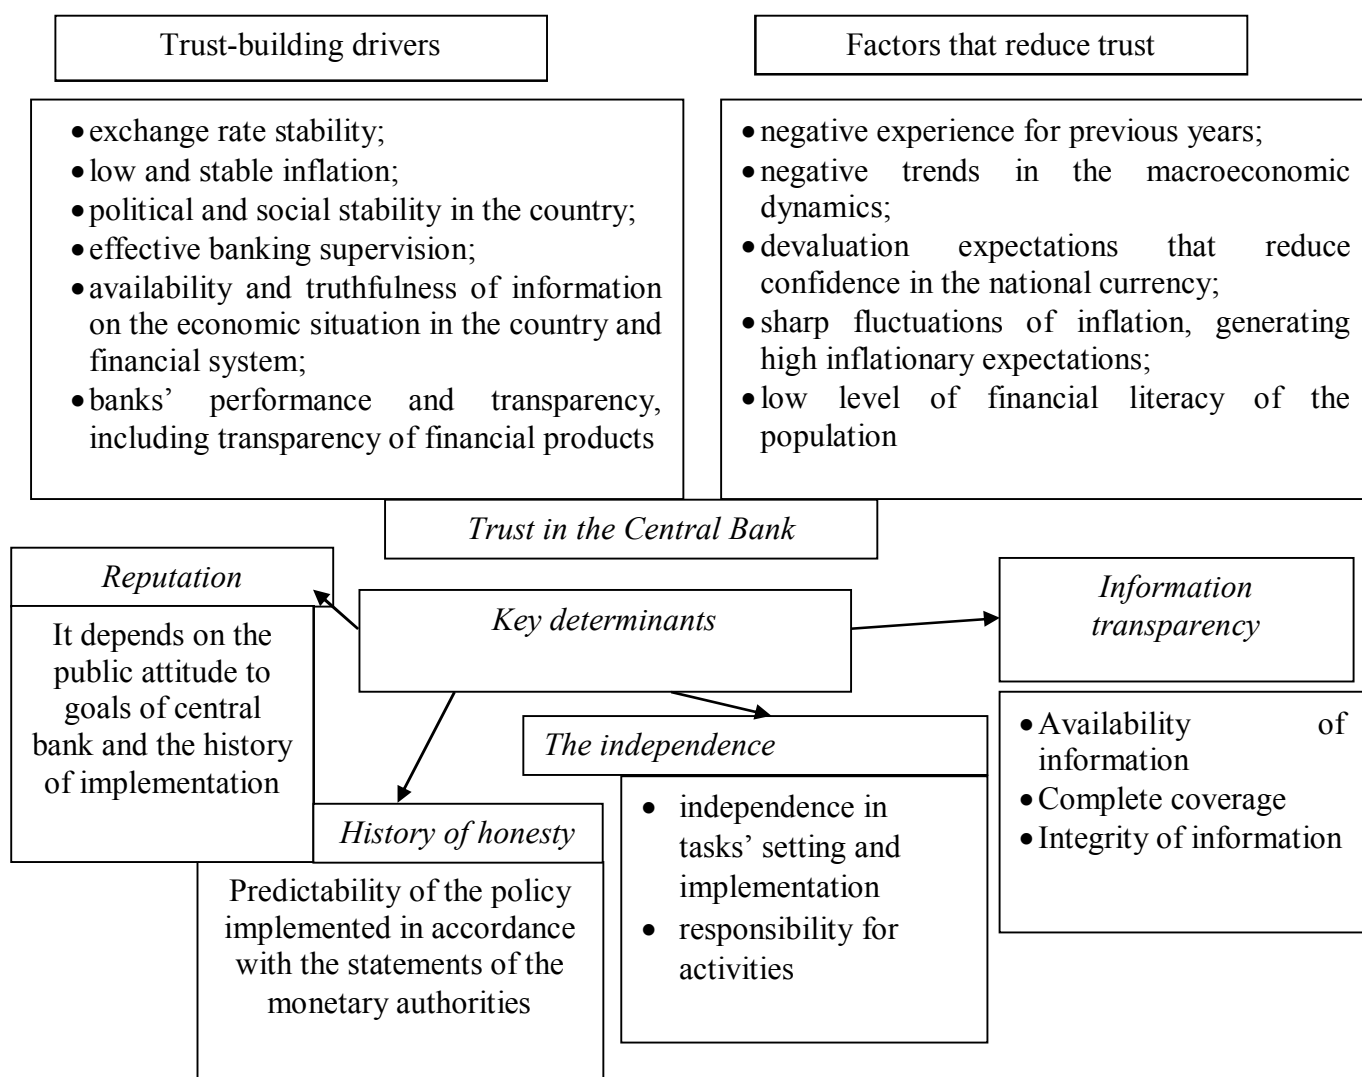 Trust-building drivers
Factors that reduce trust
• exchange rate stability;
• low and stable inflation;
• political and social stability in the country;
• effective banking supervision;
• availability and truthfulness of information
on the economic situation in the country and
financial system;
• banks’ performance and transparency,
including transparency of financial products
• negative experience for previous years;
• negative trends in the macroeconomic
dynamics;
• devaluation expectations that reduce
confidence in the national currency;
• sharp fluctuations of inflation, generating
high inflationary expectations;
• low level of financial literacy of the
population
Trust in the Central Bank
Reputation
It depends on the
public attitude to
goals of central
bank and the history
of implementation
Key determinants
Information
transparency
• Availability of
information
• Complete coverage
• Integrity of information
The independence
• independence in
tasks’ setting and
implementation
• responsibility for
activities
History of honesty
Predictability of the policy
implemented in accordance
with the statements of the
monetary authorities